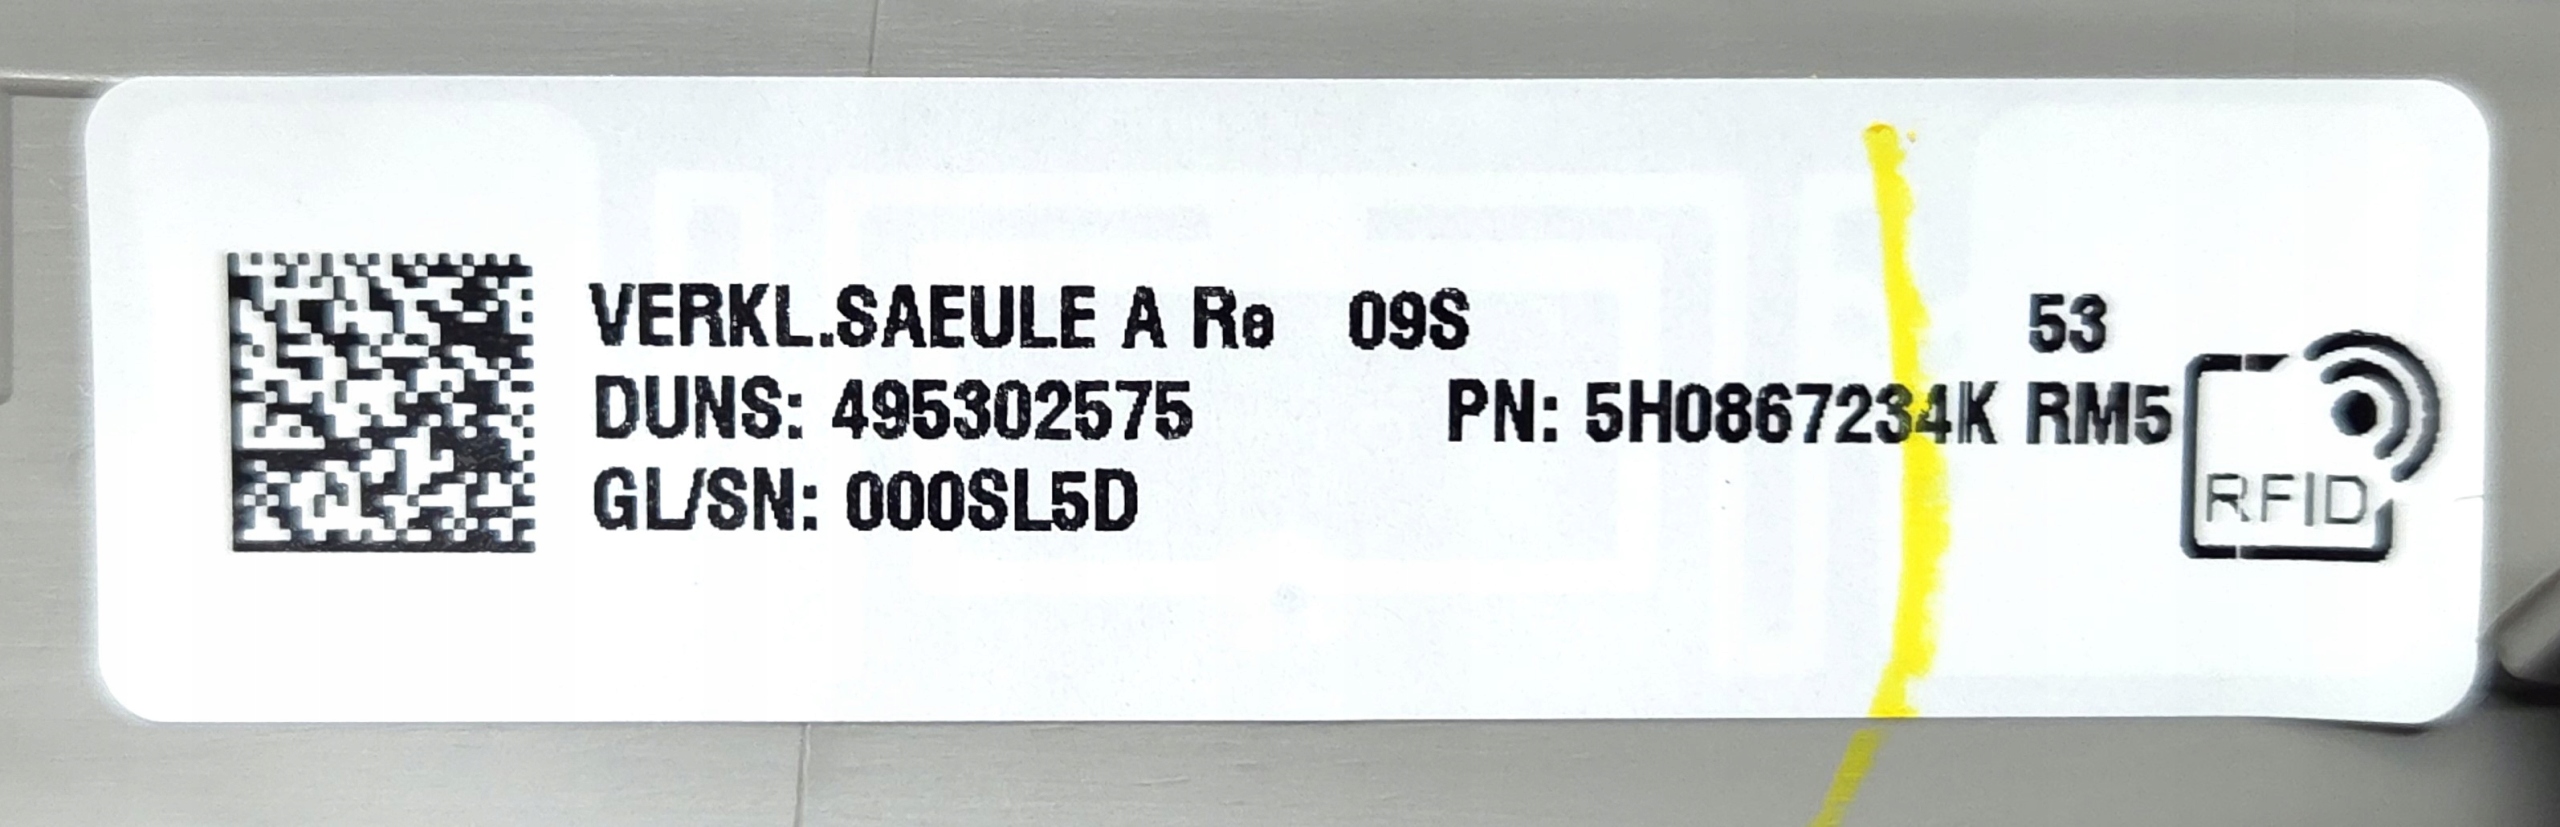 VERKL.SAEULE A Re 09S 53
DUNS: 495302575 PN: 5H0867234K RM5
GL/SN: 000SL5D
RFID